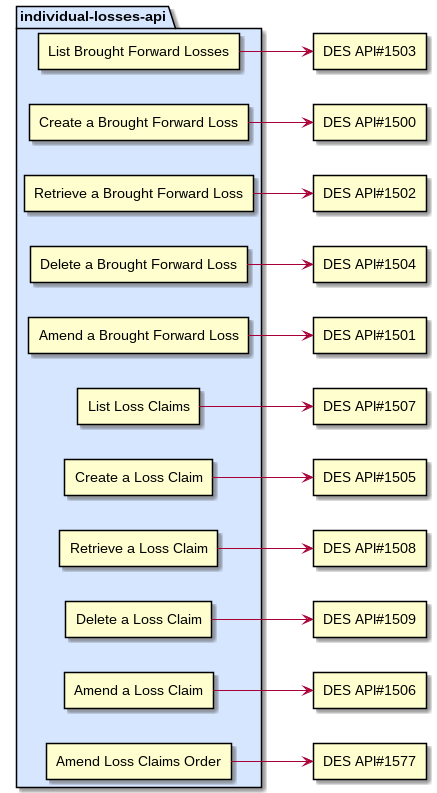 individual-losses-api
List Brought Forward Losses
DES API#1503
Create a Brought Forward Loss
DES API#1500
Retrieve a Brought Forward Loss
DES API#1502
Delete a Brought Forward Loss
DES API#1504
Amend a Brought Forward Loss
DES API#1501
List Loss Claims
DES API#1507
Create a Loss Claim
DES API#1505
Retrieve a Loss Claim
DES API#1508
Delete a Loss Claim
DES API#1509
Amend a Loss Claim
DES API#1506
Amend Loss Claims Order
DES API#1577